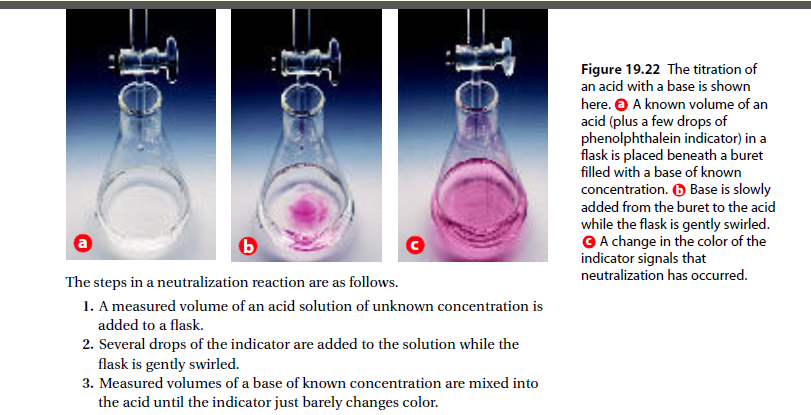 a
b
c
Figure 19.22 The titration of
an acid with a base is shown
here. a A known volume of an
acid (plus a few drops of
phenolphthalein indicator) in a
flask is placed beneath a buret
filled with a base of known
concentration. b Base is slowly
added from the buret to the acid
while the flask is gently swirled.
c A change in the color of the
indicator signals that
neutralization has occurred.
The steps in a neutralization reaction are as follows.
1. A measured volume of an acid solution of unknown concentration is
added to a flask.
2. Several drops of the indicator are added to the solution while the
flask is gently swirled.
3. Measured volumes of a base of known concentration are mixed into
the acid until the indicator just barely changes color.